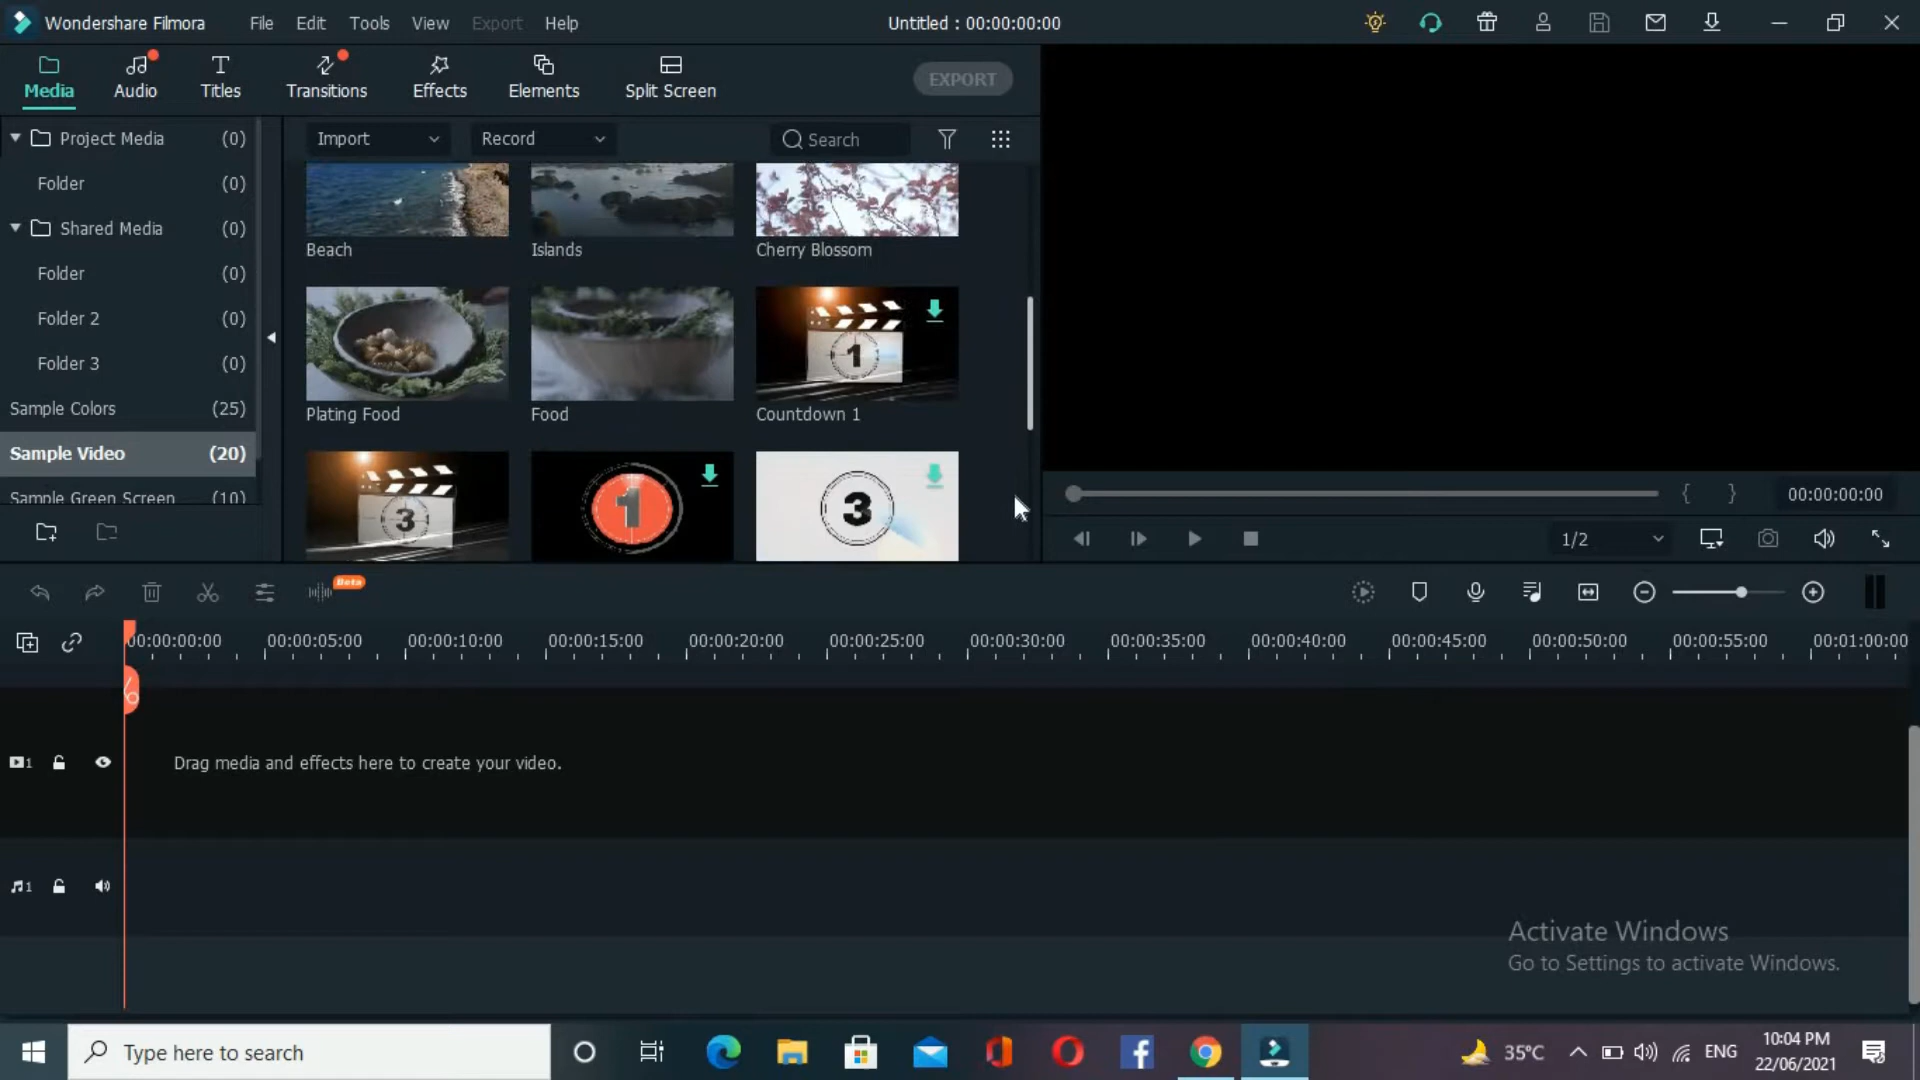 Wondershare Filmora File Edit Tools View Export Help Untitled : 00:00:00:00
Media Audio Titles Transitions Effects Elements Split Screen EXPORT
Project Media (0)
Folder (0)
Shared Media (0)
Folder (0)
Folder 2 (0)
Folder 3 (0)
Sample Colors (25)
Sample Video (20)
Sample Green Screen (10)
Import Record Search
Beach Islands Cherry Blossom
1
Plating Food Food Countdown 1
3 1 3
{ } 00:00:00:00
1/2
Beta
00:00:00:00 00:00:05:00 00:00:10:00 00:00:15:00 00:00:20:00 00:00:25:00 00:00:30:00 00:00:35:00 00:00:40:00 00:00:45:00 00:00:50:00 00:00:55:00 00:01:00:00
1 Drag media and effects here to create your video.
1
Activate Windows
Go to Settings to activate Windows.
Type here to search 35°C ENG 10:04 PM
22/06/2021